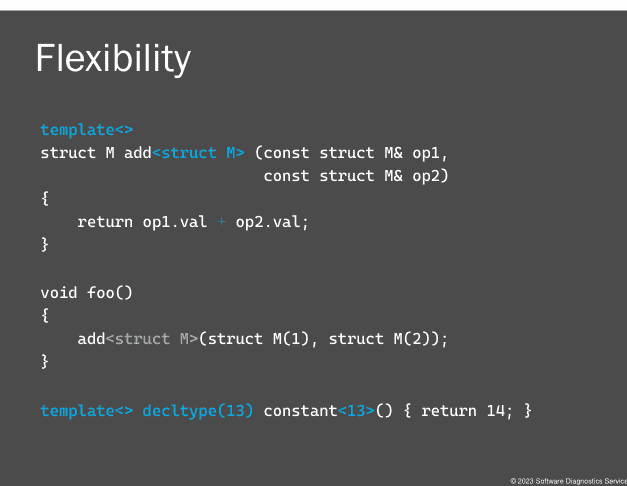 Flexibility
template<>
struct M add<struct M> (const struct M& op1,
const struct M& op2)
{
return op1.val + op2.val;
}
void foo()
{
add<struct M>(struct M(1), struct M(2));
}
template<> decltype(13) constant<13>() { return 14; }
© 2023 Software Diagnostics Service